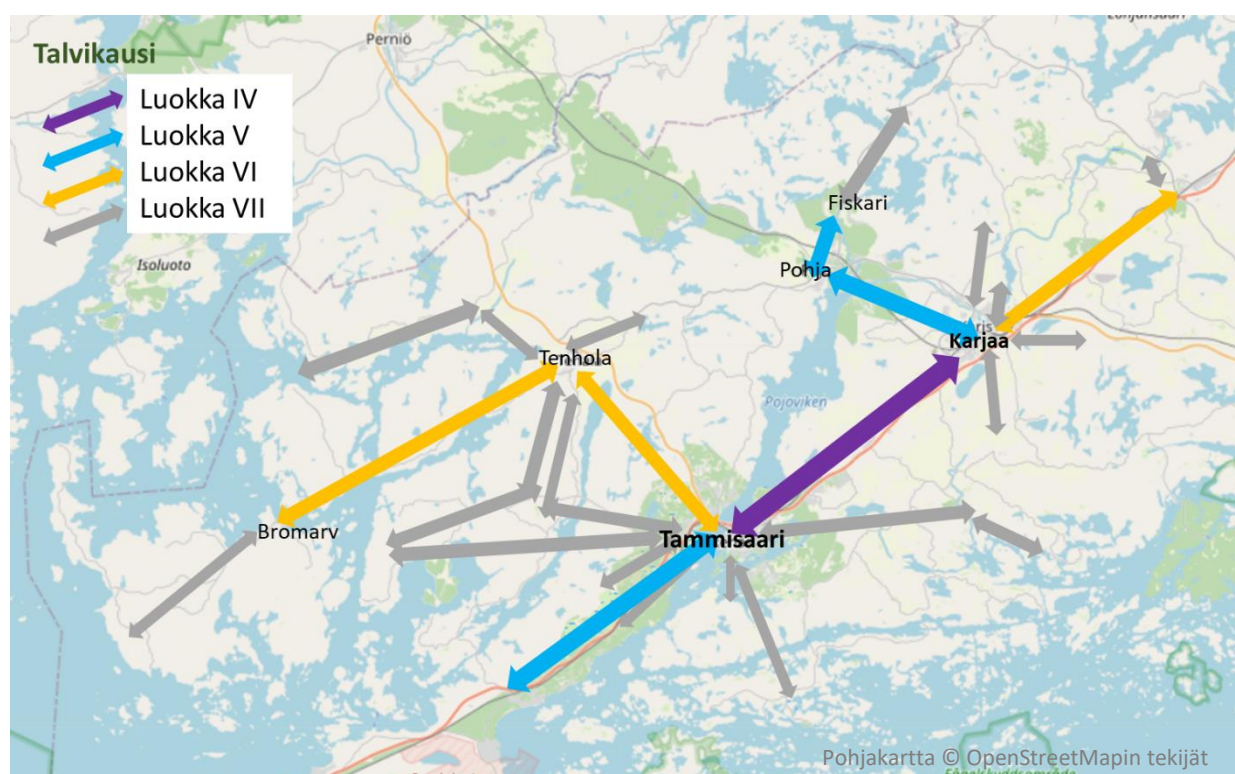 Talvikausi
Luokka IV
Luokka V
Luokka VI
Luokka VII
Perniö
Isoluoto
Fiskari
Pohja
Karjaa
Tenhola
Pojoviken
Bromarv
Tammisaari
Pohjakartta © OpenStreetMapin tekijät